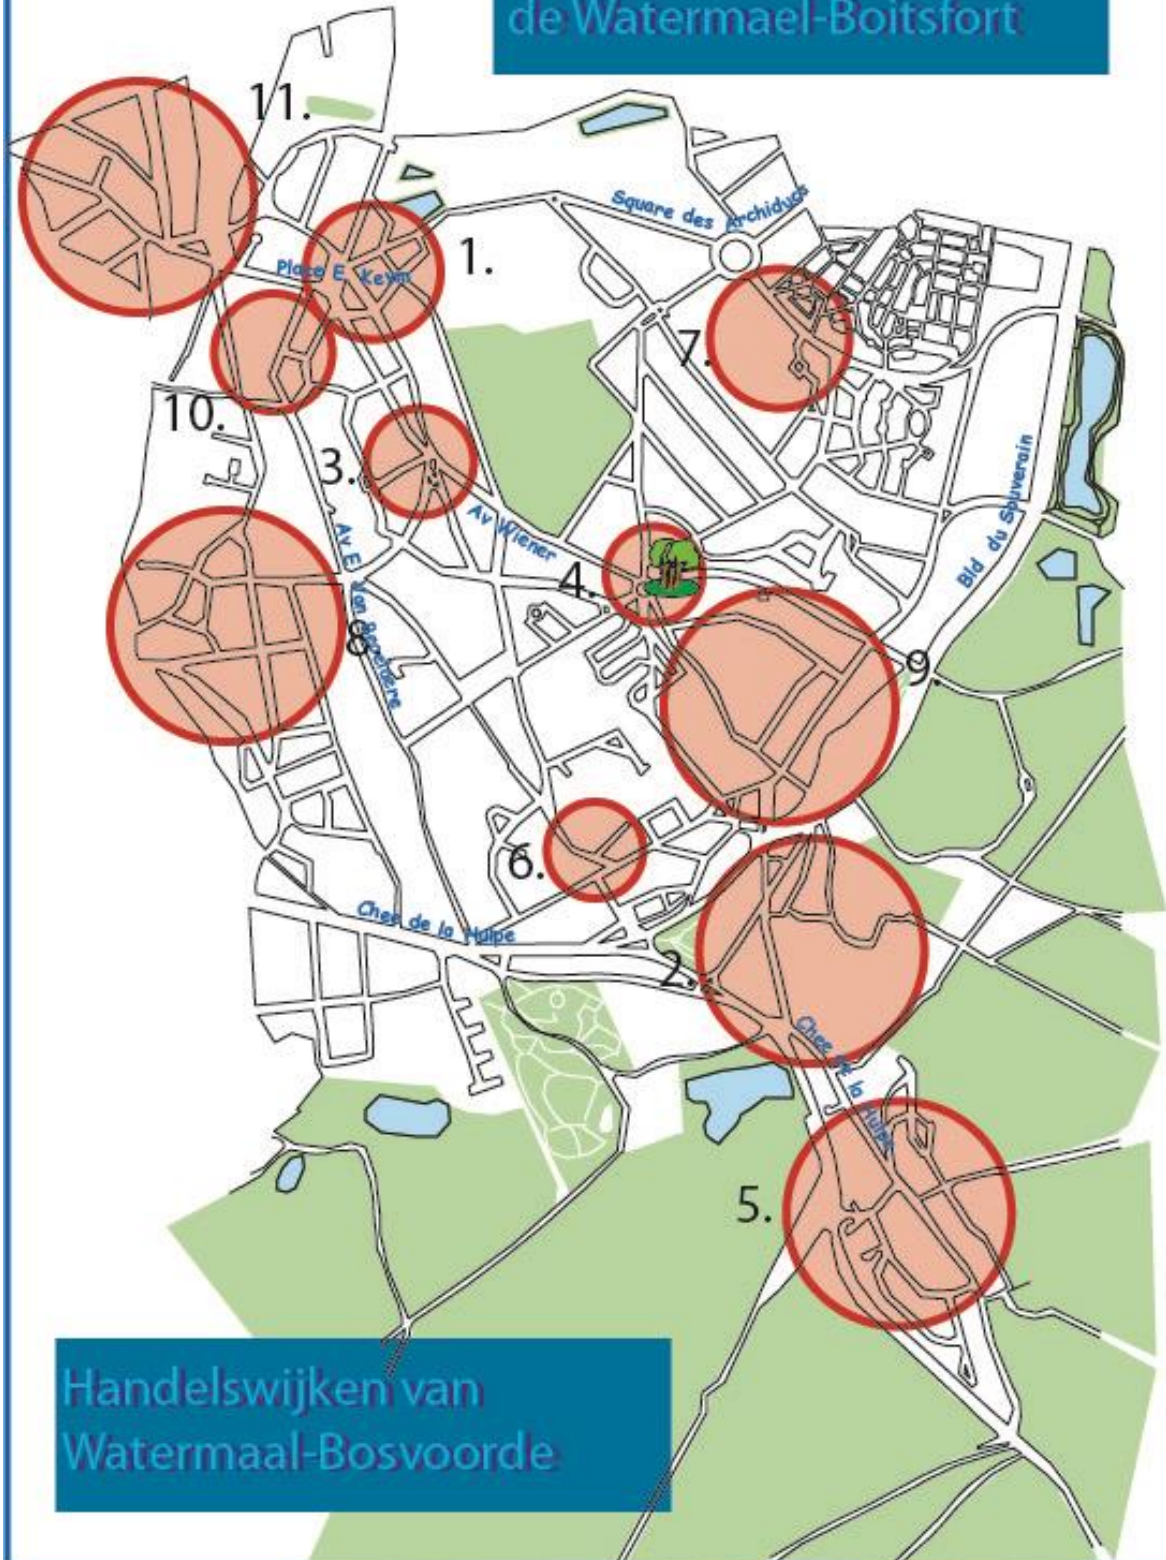 de Watermael-Boitsfort
11.
Square des Archiducs
1.
Place E. Keym
7.
10.
3.
Bld du Souverain
Av Wiener
4.
Av E. Van Becelaere
8
9.
6.
Chee de la Hulpe
2.
Chee de la Hulpe
5.
Handelswijken van
Watermaal-Bosvoorde